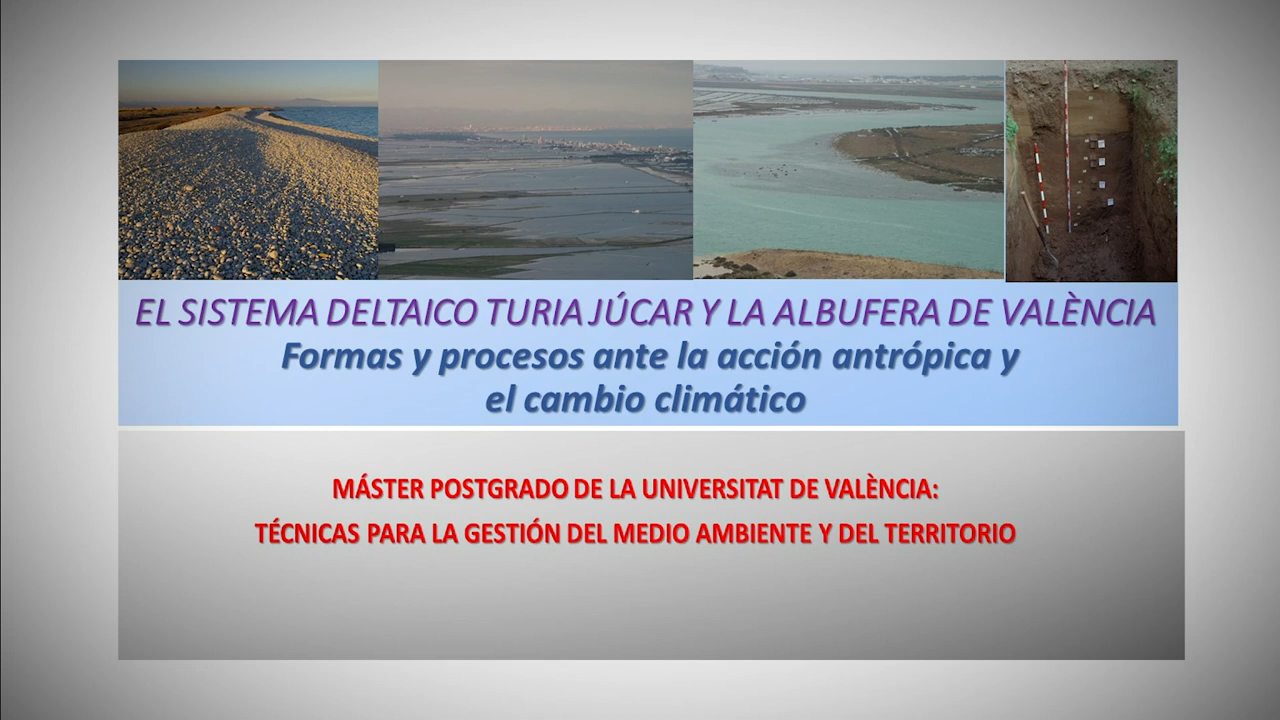 EL SISTEMA DELTAICO TURIA JÚCAR Y LA ALBUFERA DE VALÈNCIA
Formas y procesos ante la acción antrópica y
el cambio climático
MÁSTER POSTGRADO DE LA UNIVERSITAT DE VALÈNCIA:
TÉCNICAS PARA LA GESTIÓN DEL MEDIO AMBIENTE Y DEL TERRITORIO